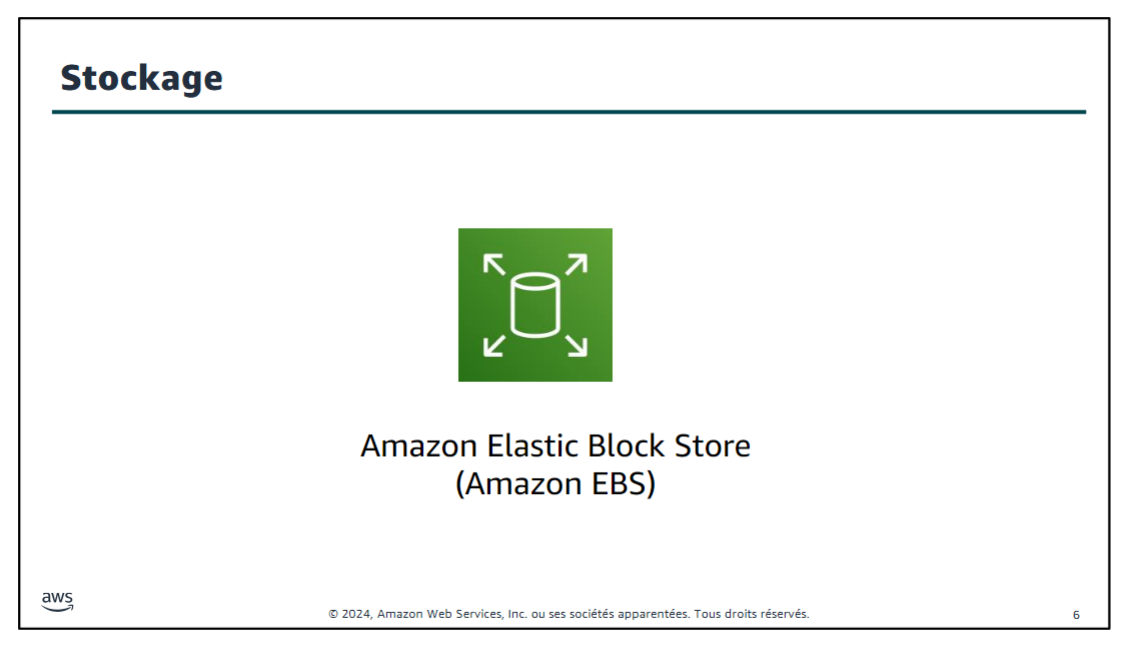 Stockage
Amazon Elastic Block Store
(Amazon EBS)
aws
© 2024, Amazon Web Services, Inc. ou ses sociétés apparentées. Tous droits réservés.
6